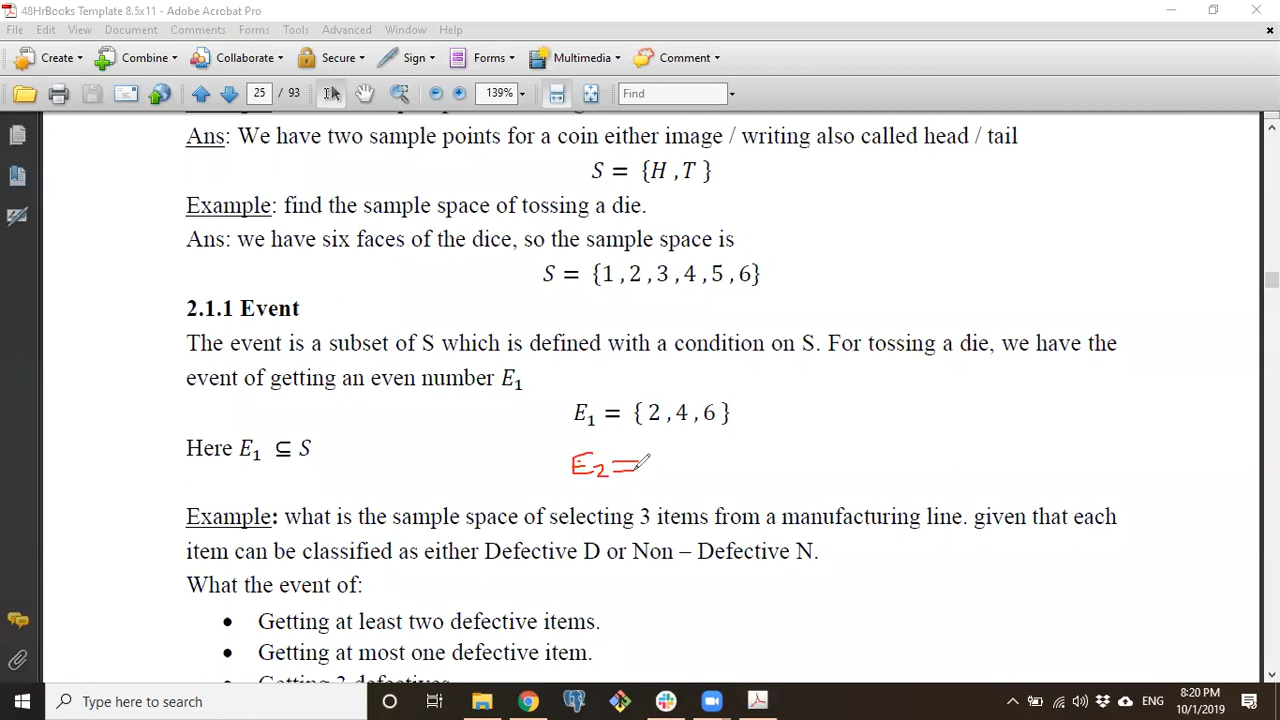 48HrBooks Template 8.5x11 - Adobe Acrobat Pro
File Edit View Document Comments Forms Tools Advanced Window Help
Create Combine Collaborate Secure Sign Forms Multimedia Comment
25 / 93 139% Find
Ans: We have two sample points for a coin either image / writing also called head / tail
S = {H ,T }
Example: find the sample space of tossing a die.
Ans: we have six faces of the dice, so the sample space is
S = {1 , 2 , 3 , 4 , 5 , 6}
2.1.1 Event
The event is a subset of S which is defined with a condition on S. For tossing a die, we have the
event of getting an even number E₁
E₁ = { 2 , 4 , 6 }
Here E₁ ⊆ S
E₂ =
Example: what is the sample space of selecting 3 items from a manufacturing line. given that each
item can be classified as either Defective D or Non – Defective N.
What the event of:
• Getting at least two defective items.
• Getting at most one defective item.
• Getting 3 defectives
Type here to search
ENG
8:20 PM
10/1/2019